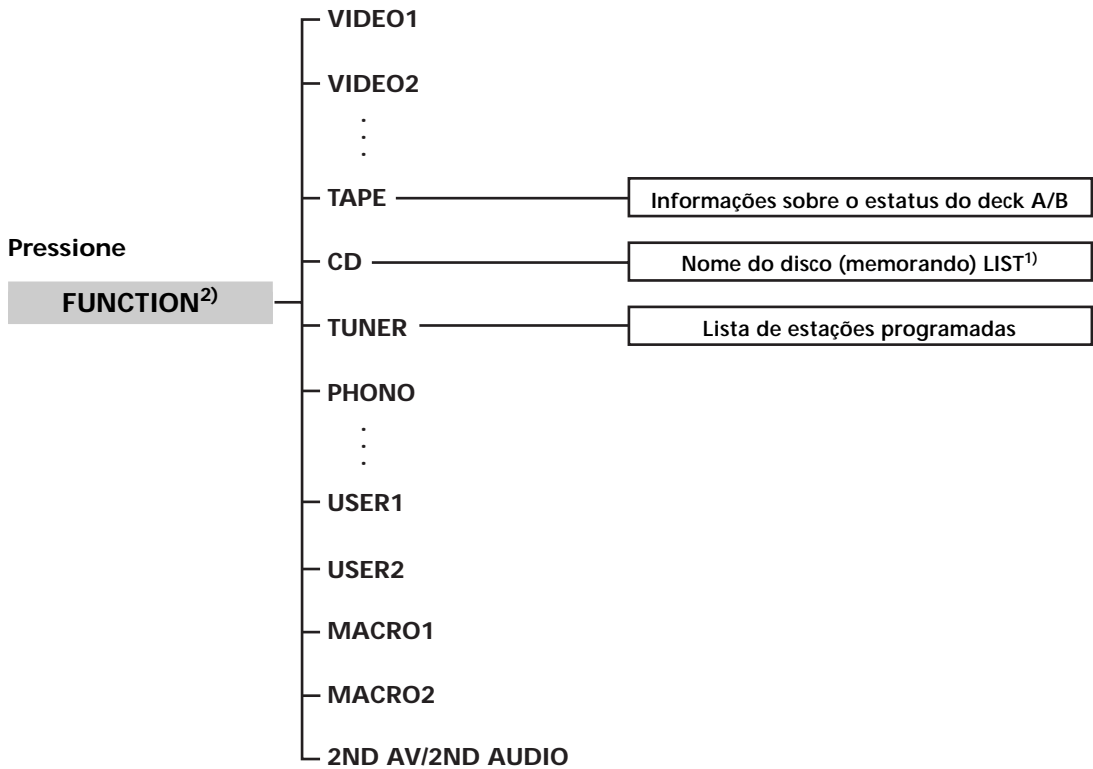 VIDEO1
VIDEO2
.
.
.
TAPE
Informações sobre o estatus do deck A/B
Pressione
CD
Nome do disco (memorando) LIST1)
FUNCTION2)
TUNER
Lista de estações programadas
PHONO
.
.
.
USER1
USER2
MACRO1
MACRO2
2ND AV/2ND AUDIO